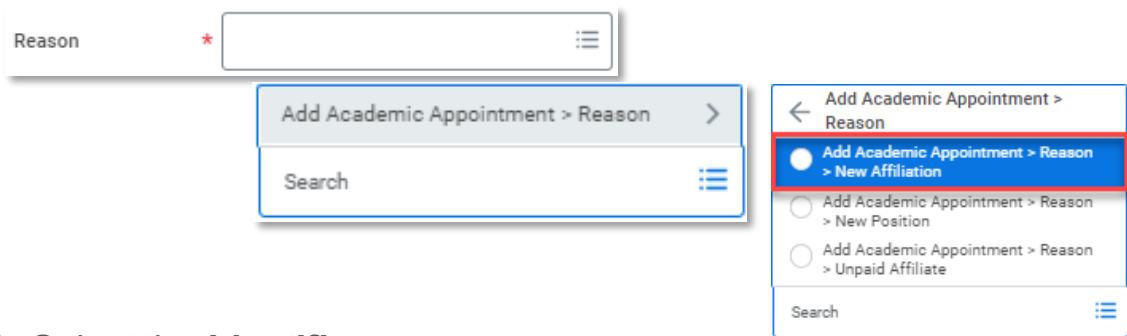 Reason *
Add Academic Appointment > Reason
Search
Add Academic Appointment >
Reason
Add Academic Appointment > Reason
> New Affiliation
Add Academic Appointment > Reason
> New Position
Add Academic Appointment > Reason
> Unpaid Affiliate
Search